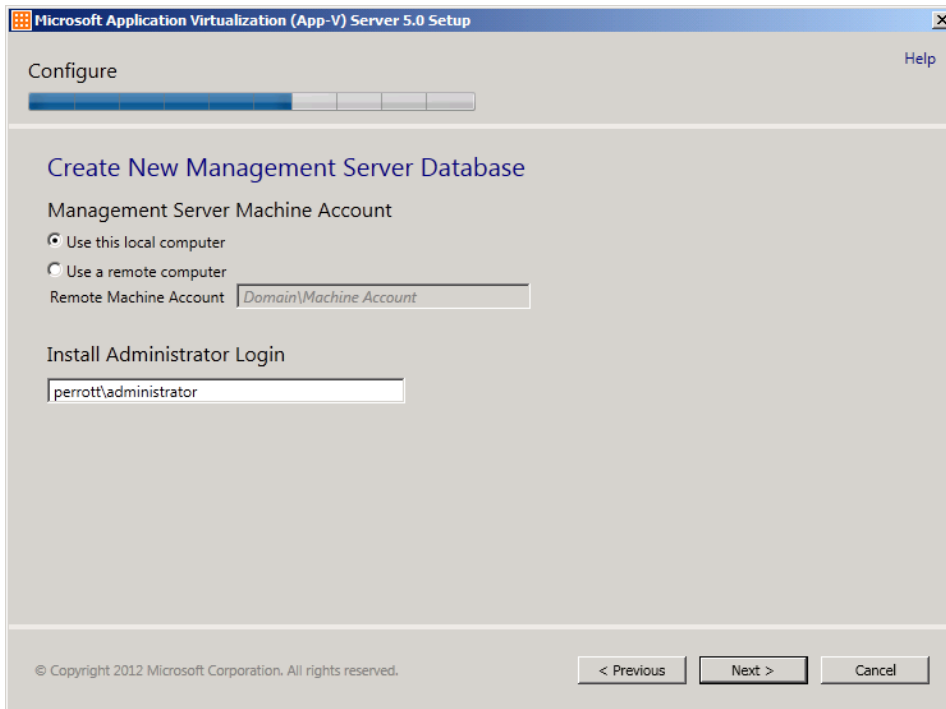 Microsoft Application Virtualization (App-V) Server 5.0 Setup
Help
Configure
Create New Management Server Database
Management Server Machine Account
Use this local computer
Use a remote computer
Remote Machine Account Domain\Machine Account
Install Administrator Login
perrott\administrator
© Copyright 2012 Microsoft Corporation. All rights reserved.
< Previous Next > Cancel